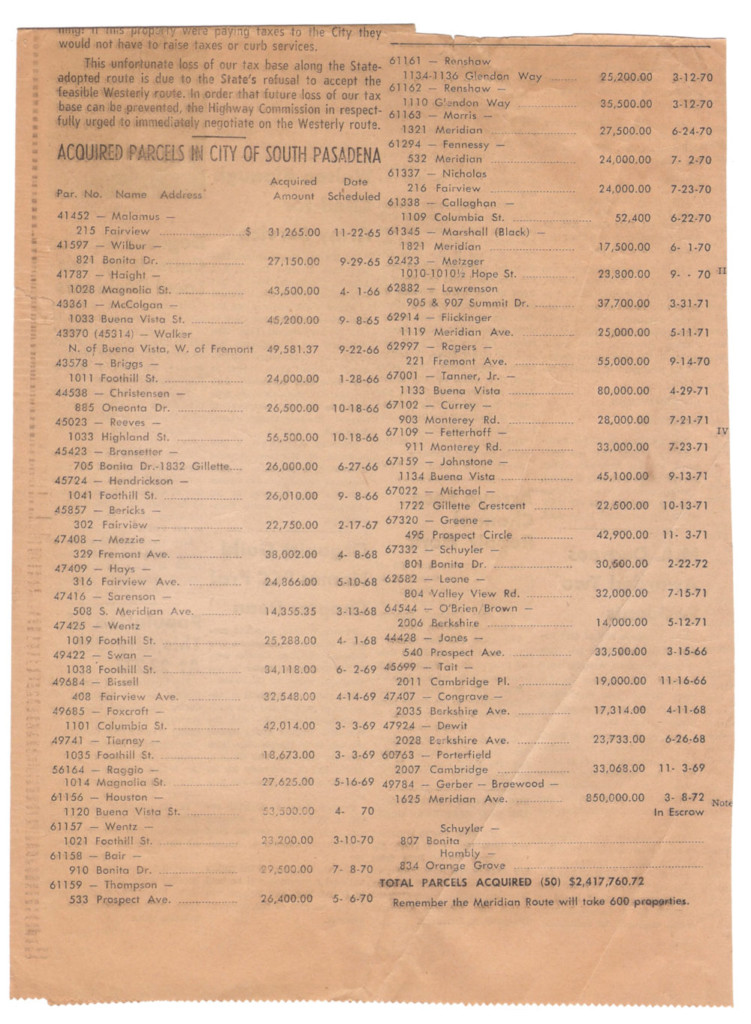 would not have to raise taxes or curb services.
This unfortunate loss of our tax base along the State-
adopted route is due to the State's refusal to accept the
feasible Westerly route. In order that future loss of our tax
base can be prevented, the Highway Commission in respect-
fully urged to immediately negotiate on the Westerly route.
ACQUIRED PARCELS IN CITY OF SOUTH PASADENA
Acquired Date
Par. No. Name Address Amount Scheduled
41452 — Malamus —
215 Fairview $ 31,265.00 11-22-65
41597 — Wilbur —
821 Bonita Dr. 27,150.00 9-29-65
41787 — Haight —
1028 Magnolia St. 43,500.00 4- 1-66
43361 — McColgan —
1033 Buena Vista St. 45,200.00 9- 8-65
43370 (45314) — Walker
N. of Buena Vista, W. of Fremont 49,581.37 9-22-66
43578 — Briggs —
1011 Foothill St. 24,000.00 1-28-66
44538 — Christensen —
885 Oneonta Dr. 26,500.00 10-18-66
45023 — Reeves —
1033 Highland St. 56,500.00 10-18-66
45423 — Bransetter —
705 Bonita Dr.-1832 Gillette.... 26,000.00 6-27-66
45724 — Hendrickson —
1041 Foothill St. 26,010.00 9- 8-66
45857 — Bericks —
302 Fairview 22,750.00 2-17-67
47408 — Mezzie —
329 Fremont Ave. 38,002.00 4- 8-68
47409 — Hays —
316 Fairview Ave. 24,866.00 5-10-68
47416 — Sorenson —
508 S. Meridian Ave. 14,355.35 3-13-68
47425 — Wentz
1019 Foothill St. 25,288.00 4- 1-68
49422 — Swan —
1038 Foothill St. 34,118.00 6- 2-69
49684 — Bissell
408 Fairview Ave. 32,548.00 4-14-69
49685 — Foxcroft —
1101 Columbia St. 42,014.00 3- 3-69
49741 — Tierney —
1035 Foothill St. 18,673.00 3- 3-69
56164 — Raggio —
1014 Magnolia St. 27,625.00 5-16-69
61156 — Houston —
1120 Buena Vista St. 53,500.00 4- 70
61157 — Wentz —
1021 Foothill St. 23,200.00 3-10-70
61158 — Bair —
910 Bonita Dr. 29,500.00 7- 8-70
61159 — Thompson —
533 Prospect Ave. 26,400.00 5- 6-70
61161 — Renshaw
1134-1136 Glendon Way 25,200.00 3-12-70
61162 — Renshaw —
1110 Glendon Way 35,500.00 3-12-70
61163 — Morris —
1321 Meridian 27,500.00 6-24-70
61294 — Fennessy —
532 Meridian 24,000.00 7- 2-70
61337 — Nicholas
216 Fairview 24,000.00 7-23-70
61338 — Callaghan —
1109 Columbia St. 52,400 6-22-70
61345 — Marshall (Black) —
1821 Meridian 17,500.00 6- 1-70
62423 — Metzger
1010-1010½ Hope St. 23,800.00 9- - 70
62882 — Lawrenson
905 & 907 Summit Dr. 37,700.00 3-31-71
62914 — Flickinger
1119 Meridian Ave. 25,000.00 5-11-71
62997 — Rogers —
221 Fremont Ave. 55,000.00 9-14-70
67001 — Tanner, Jr. —
1133 Buena Vista 80,000.00 4-29-71
67102 — Currey —
903 Monterey Rd. 28,000.00 7-21-71
67109 — Fetterhoff —
911 Monterey Rd. 33,000.00 7-23-71
67159 — Johnstone —
1134 Buena Vista 45,100.00 9-13-71
67022 — Michael —
1722 Gillette Crestcent 22,500.00 10-13-71
67320 — Greene —
495 Prospect Circle 42,900.00 11- 3-71
67332 — Schuyler —
801 Bonita Dr. 30,600.00 2-22-72
62582 — Leone —
804 Valley View Rd. 32,000.00 7-15-71
64544 — O'Brien/Brown —
2006 Berkshire 14,000.00 5-12-71
44428 — Jones —
540 Prospect Ave. 33,500.00 3-15-66
45699 — Tait —
2011 Cambridge Pl. 19,000.00 11-16-66
47407 — Congrave —
2035 Berkshire Ave. 17,314.00 4-11-68
47924 — Dewit
2028 Berkshire Ave. 23,733.00 6-26-68
60763 — Porterfield
2007 Cambridge 33,068.00 11- 3-69
49784 — Gerber — Braewood —
1625 Meridian Ave. 850,000.00 3- 8-72
In Escrow
Schuyler —
807 Bonita
Hambly —
834 Orange Grove
TOTAL PARCELS ACQUIRED (50) $2,417,760.72
Remember the Meridian Route will take 600 properties.
II
IV
Note